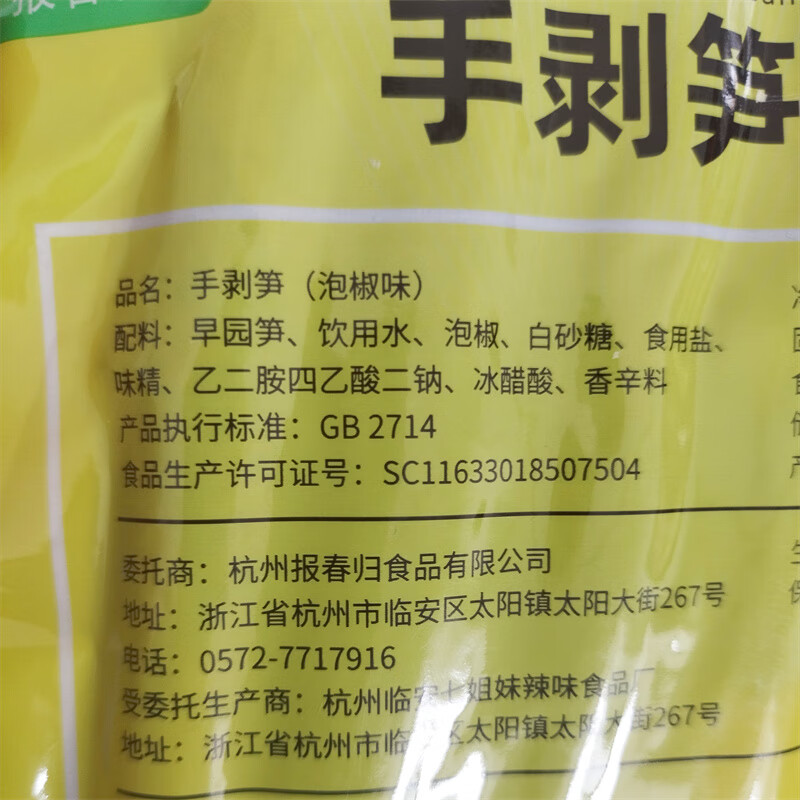 手剥笋
品名：手剥笋（泡椒味）
配料：早园笋、饮用水、泡椒、白砂糖、食用盐、
味精、乙二胺四乙酸二钠、冰醋酸、香辛料
产品执行标准：GB 2714
食品生产许可证号：SC11633018507504
委托商：杭州报春归食品有限公司
地址：浙江省杭州市临安区太阳镇太阳大街267号
电话：0572-7717916
受委托生产商：杭州临安七姐妹辣味食品厂
地址：浙江省杭州市临安区太阳镇太阳大街267号